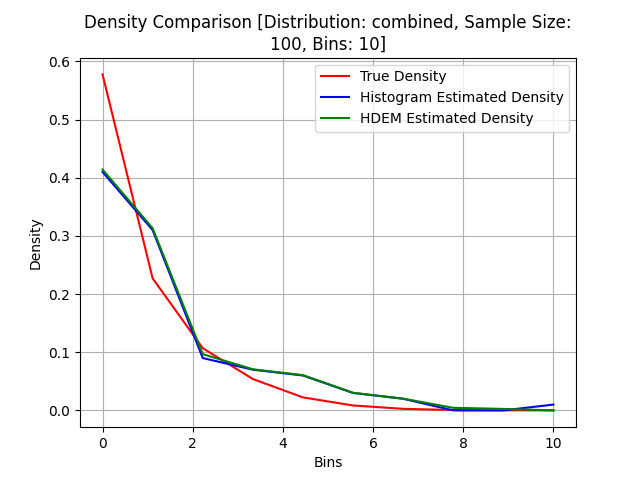 Density Comparison [Distribution: combined, Sample Size:
100, Bins: 10]
True Density
Histogram Estimated Density
HDEM Estimated Density
Density
0.6
0.5
0.4
0.3
0.2
0.1
0.0
0 2 4 6 8 10
Bins